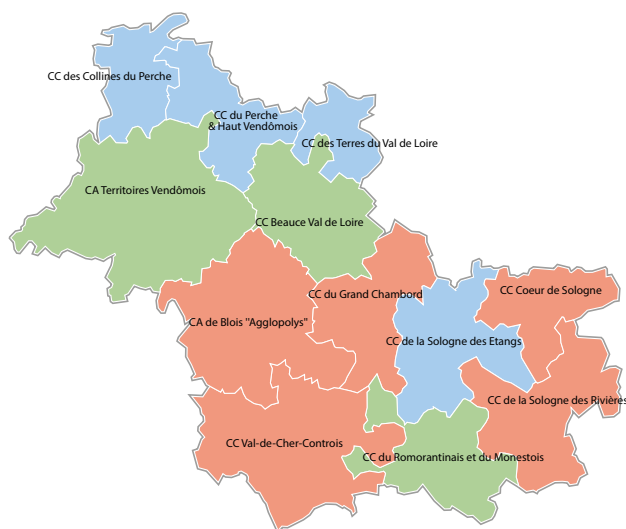 CC des Collines du Perche
CC du Perche
& Haut Vendômois
CC des Terres du Val de Loire
CA Territoires Vendômois
CC Beauce Val de Loire
CC du Grand Chambord
CC Coeur de Sologne
CA de Blois "Agglopolys"
CC de la Sologne des Etangs
CC de la Sologne des Rivières
CC Val-de-Cher-Controis
CC du Romorantinais et du Monestois